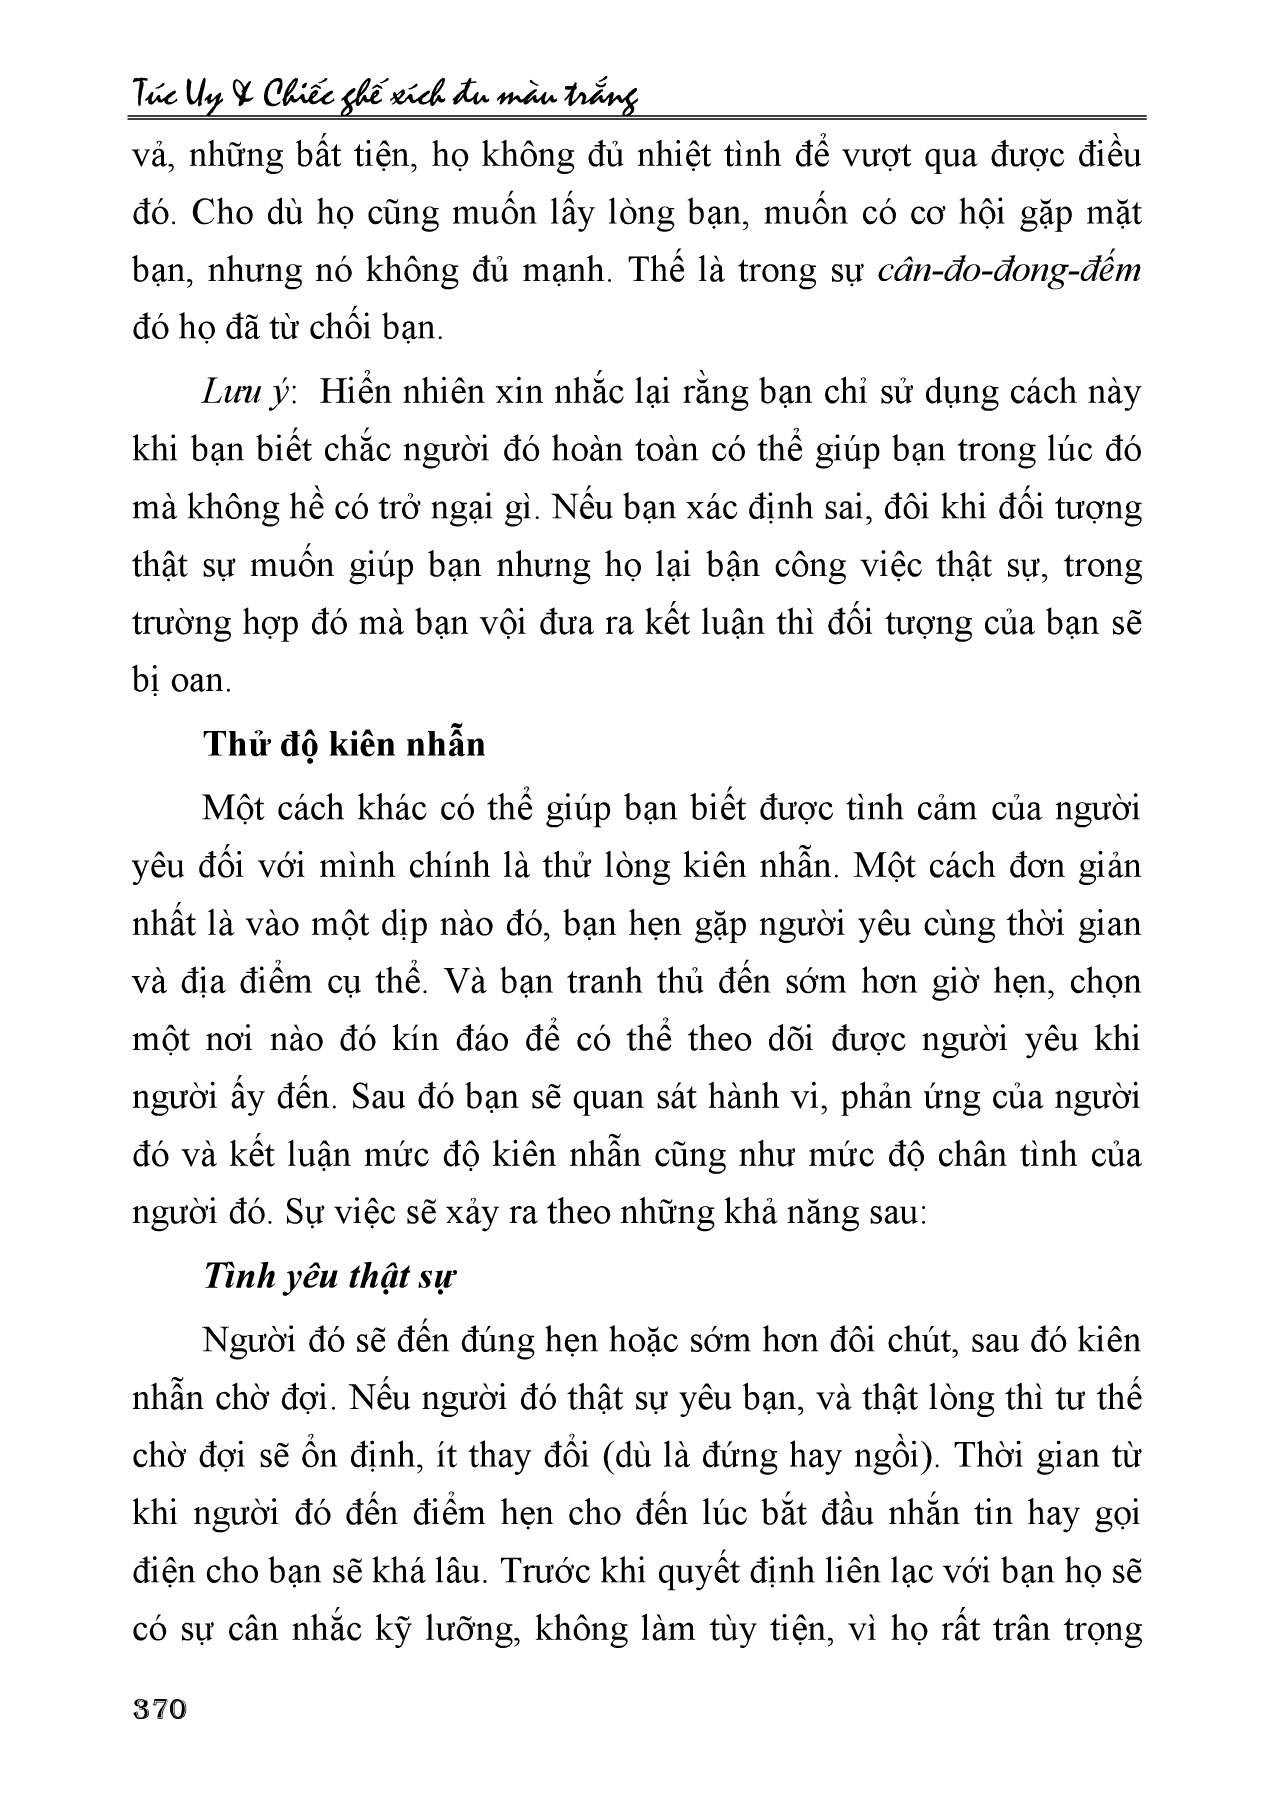 Túc Uy & Chiếc ghế xích đu màu trắng
vả, những bất tiện, họ không đủ nhiệt tình để vượt qua được điều
đó. Cho dù họ cũng muốn lấy lòng bạn, muốn có cơ hội gặp mặt
bạn, nhưng nó không đủ mạnh. Thế là trong sự cân-đo-đong-đếm
đó họ đã từ chối bạn.
Lưu ý: Hiển nhiên xin nhắc lại rằng bạn chỉ sử dụng cách này
khi bạn biết chắc người đó hoàn toàn có thể giúp bạn trong lúc đó
mà không hề có trở ngại gì. Nếu bạn xác định sai, đôi khi đối tượng
thật sự muốn giúp bạn nhưng họ lại bận công việc thật sự, trong
trường hợp đó mà bạn vội đưa ra kết luận thì đối tượng của bạn sẽ
bị oan.
Thử độ kiên nhẫn
Một cách khác có thể giúp bạn biết được tình cảm của người
yêu đối với mình chính là thử lòng kiên nhẫn. Một cách đơn giản
nhất là vào một dịp nào đó, bạn hẹn gặp người yêu cùng thời gian
và địa điểm cụ thể. Và bạn tranh thủ đến sớm hơn giờ hẹn, chọn
một nơi nào đó kín đáo để có thể theo dõi được người yêu khi
người ấy đến. Sau đó bạn sẽ quan sát hành vi, phản ứng của người
đó và kết luận mức độ kiên nhẫn cũng như mức độ chân tình của
người đó. Sự việc sẽ xảy ra theo những khả năng sau:
Tình yêu thật sự
Người đó sẽ đến đúng hẹn hoặc sớm hơn đôi chút, sau đó kiên
nhẫn chờ đợi. Nếu người đó thật sự yêu bạn, và thật lòng thì tư thế
chờ đợi sẽ ổn định, ít thay đổi (dù là đứng hay ngồi). Thời gian từ
khi người đó đến điểm hẹn cho đến lúc bắt đầu nhắn tin hay gọi
điện cho bạn sẽ khá lâu. Trước khi quyết định liên lạc với bạn họ sẽ
có sự cân nhắc kỹ lưỡng, không làm tùy tiện, vì họ rất trân trọng
370